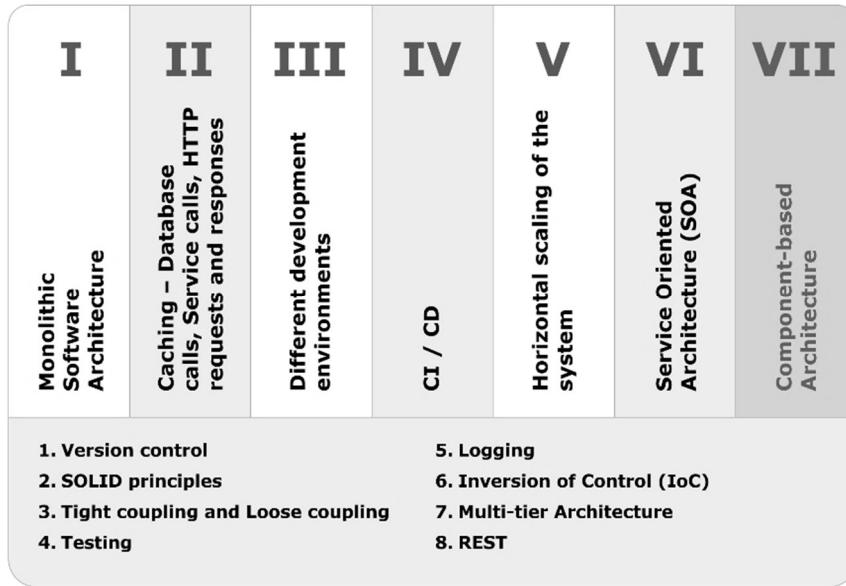 I
II
III
IV
V
VI
VII
Monolithic
Software
Architecture
Caching – Database
calls, Service calls, HTTP
requests and responses
Different development
environments
CI / CD
Horizontal scaling of the
system
Service Oriented
Architecture (SOA)
Component-based
Architecture
1. Version control
2. SOLID principles
3. Tight coupling and Loose coupling
4. Testing
5. Logging
6. Inversion of Control (IoC)
7. Multi-tier Architecture
8. REST